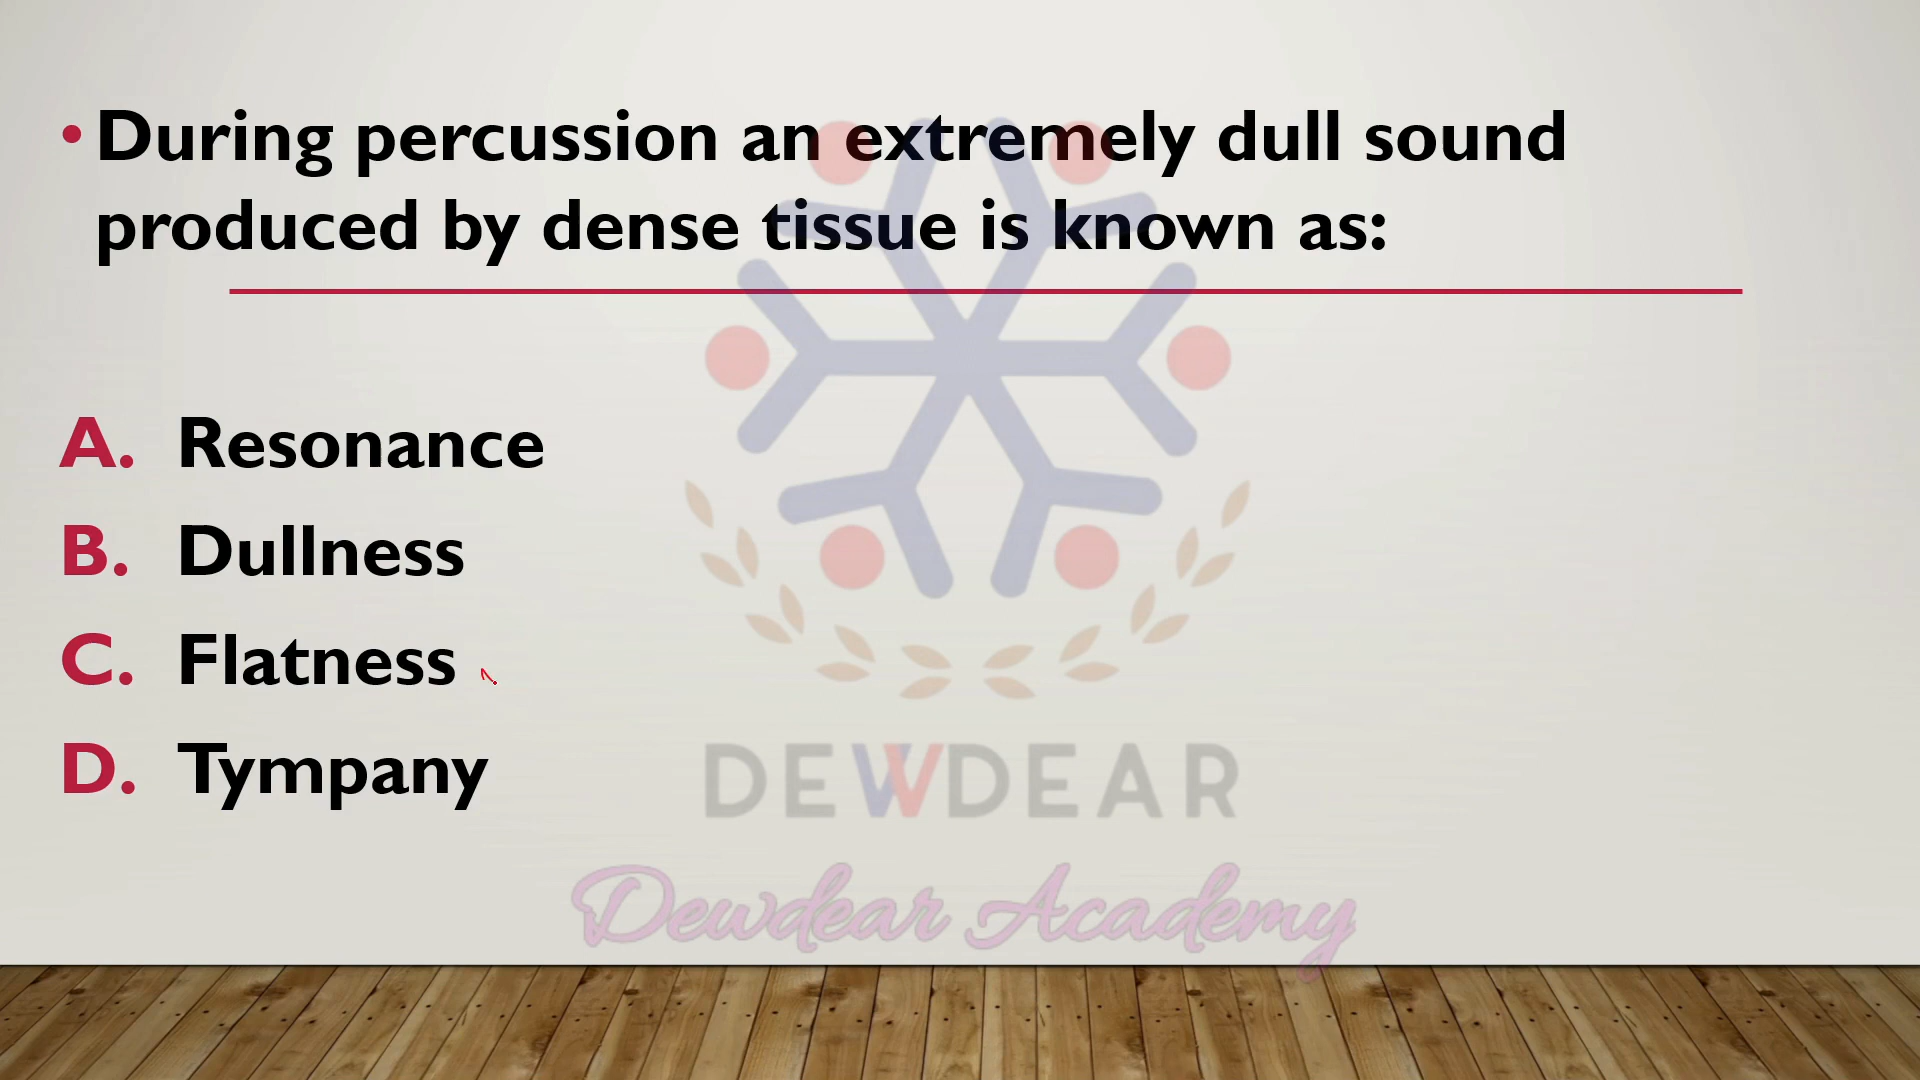 • During percussion an extremely dull sound
produced by dense tissue is known as:
A. Resonance
B. Dullness
C. Flatness
D. Tympany
DEWDEAR
Dewdear Academy